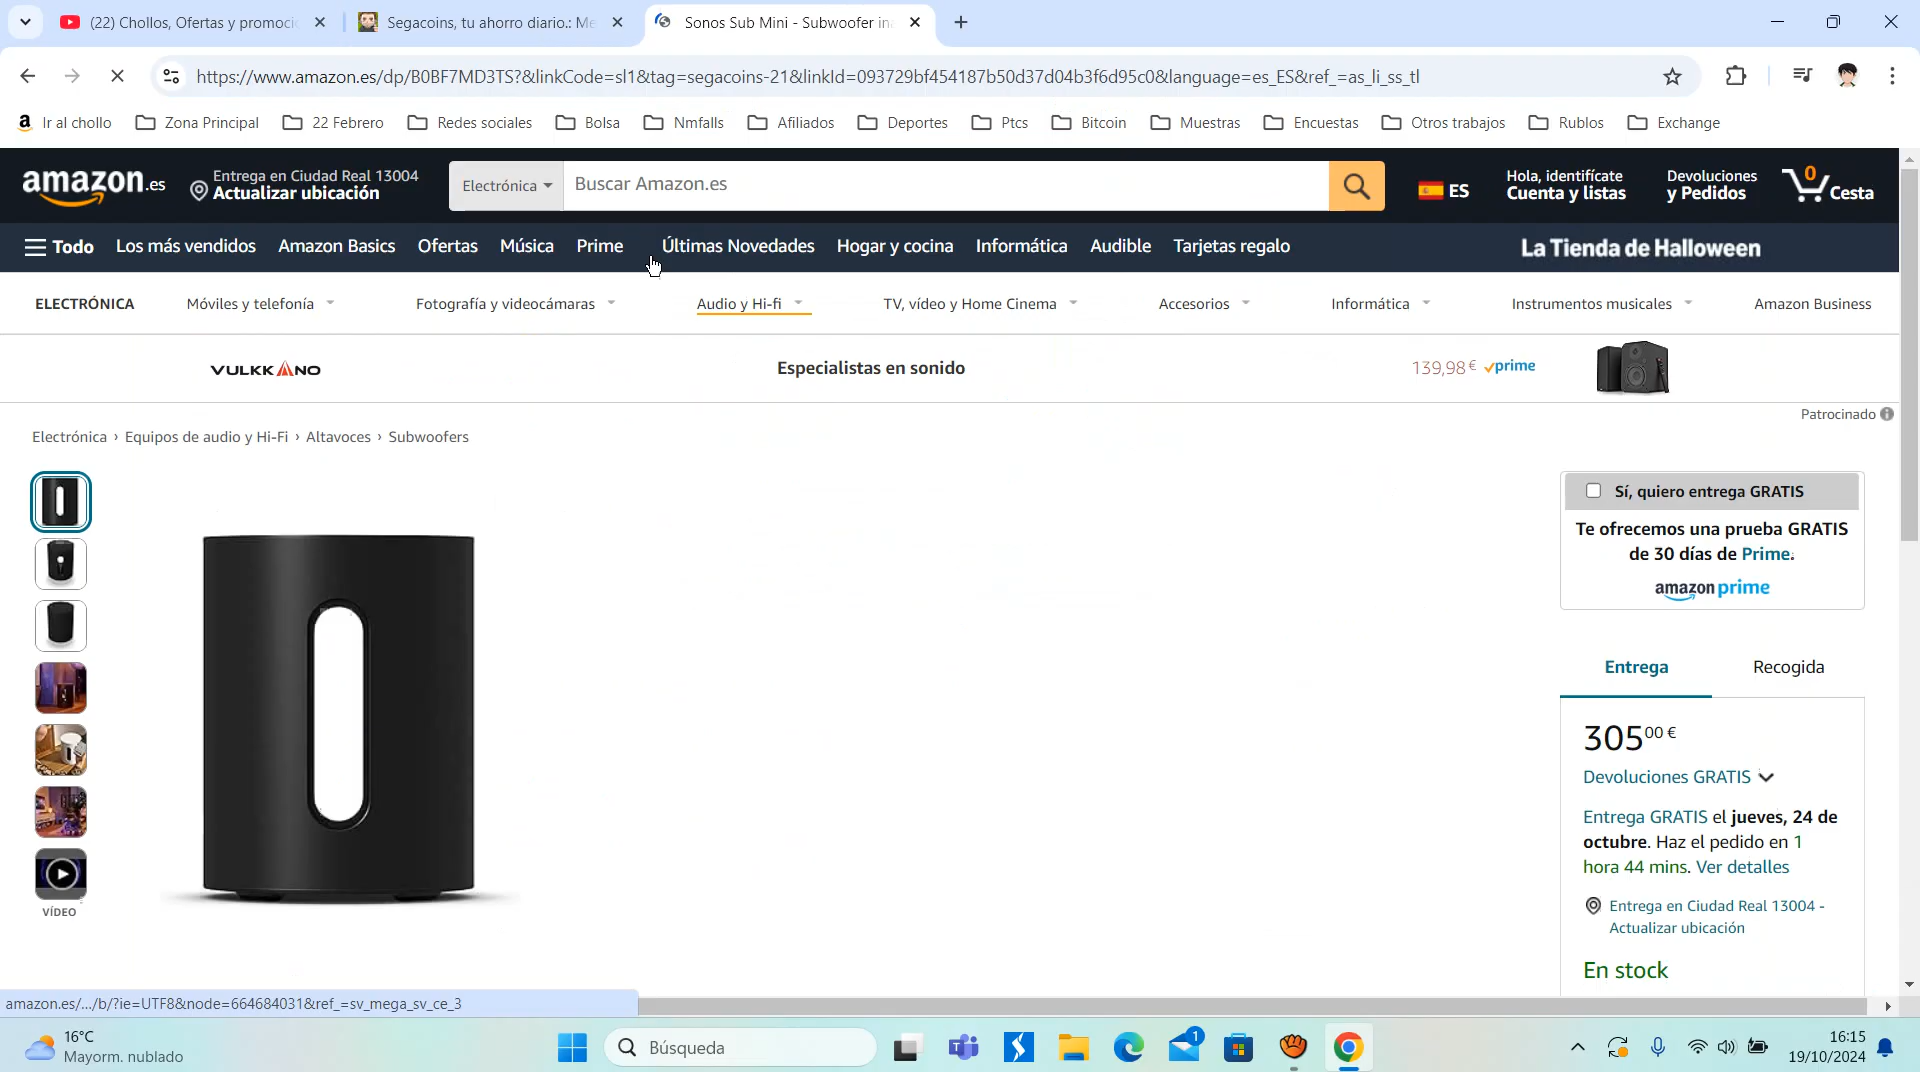 (22) Chollos, Ofertas y promoci
Segacoins, tu ahorro diario.: Me
Sonos Sub Mini - Subwoofer in
https://www.amazon.es/dp/B0BF7MD3TS?&linkCode=sl1&tag=segacoins-21&linkId=093729bf454187b50d37d04b3f6d95c0&language=es_ES&ref_=as_li_ss_tl
Ir al chollo Zona Principal 22 Febrero Redes sociales Bolsa Nmfalls Afiliados Deportes Ptcs Bitcoin Muestras Encuestas Otros trabajos Rublos Exchange
amazon.es
Entrega en Ciudad Real 13004
Actualizar ubicación
Electrónica
Buscar Amazon.es
ES
Hola, identifícate
Cuenta y listas
Devoluciones
y Pedidos
0
Cesta
Todo Los más vendidos Amazon Basics Ofertas Música Prime Últimas Novedades Hogar y cocina Informática Audible Tarjetas regalo La Tienda de Halloween
ELECTRÓNICA Móviles y telefonía Fotografía y videocámaras Audio y Hi-fi TV, vídeo y Home Cinema Accesorios Informática Instrumentos musicales Amazon Business
VULKKANO Especialistas en sonido 139,98 € prime
Patrocinado
Electrónica › Equipos de audio y Hi-Fi › Altavoces › Subwoofers
VÍDEO
Sí, quiero entrega GRATIS
Te ofrecemos una prueba GRATIS
de 30 días de Prime.
amazon prime
Entrega Recogida
305 00 €
Devoluciones GRATIS
Entrega GRATIS el jueves, 24 de
octubre. Haz el pedido en 1
hora 44 mins. Ver detalles
Entrega en Ciudad Real 13004 -
Actualizar ubicación
En stock
amazon.es/.../b/?ie=UTF8&node=664684031&ref_=sv_mega_sv_ce_3
16°C
Mayorm. nublado
Búsqueda
1
16:15
19/10/2024